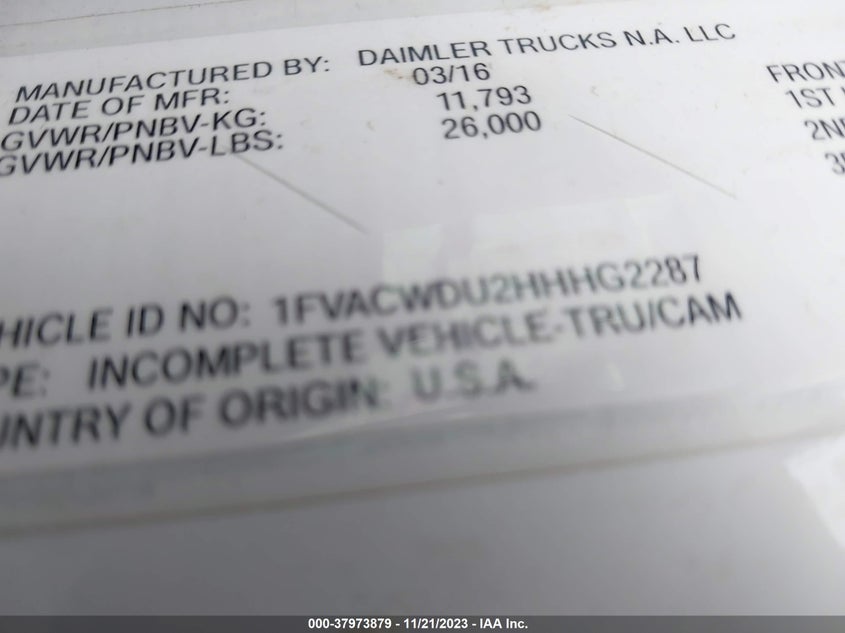 MANUFACTURED BY: DAIMLER TRUCKS N.A. LLC
DATE OF MFR: 03/16
GVWR/PNBV-KG: 11,793
GVWR/PNBV-LBS: 26,000
FRONT
1ST
2N
HICLE ID NO: 1FVACWDU2HHHG2287
PE: INCOMPLETE VEHICLE-TRU/CAM
UNTRY OF ORIGIN: U.S.A.
000-37973879 - 11/21/2023 - IAA Inc.